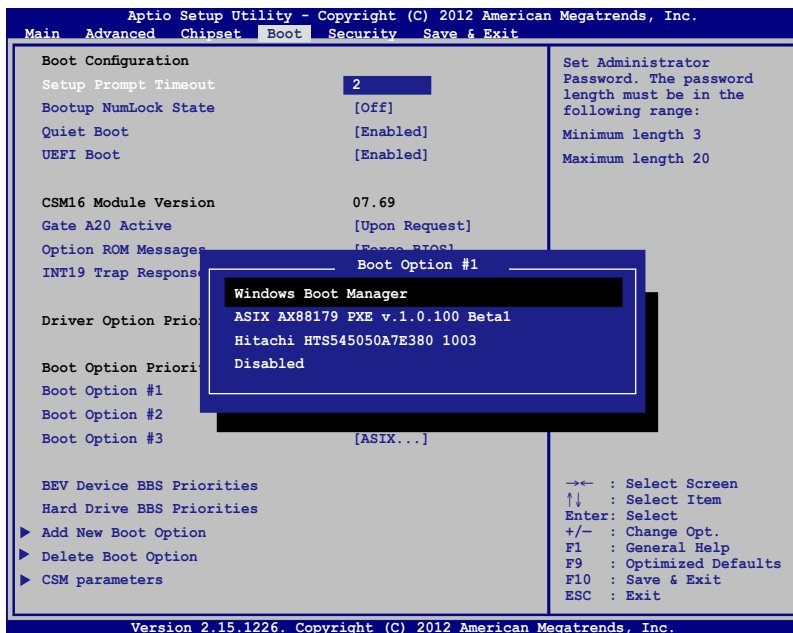 Aptio Setup Utility - Copyright (C) 2012 American Megatrends, Inc.
Main Advanced Chipset Boot Security Save & Exit
Boot Configuration
Setup Prompt Timeout 2
Bootup NumLock State [Off]
Quiet Boot [Enabled]
UEFI Boot [Enabled]
CSM16 Module Version 07.69
Gate A20 Active [Upon Request]
Option ROM Messages [Force BIOS]
INT19 Trap Respons
Driver Option Prio
Boot Option Priori
Boot Option #1
Boot Option #2
Boot Option #3 [ASIX...]
BEV Device BBS Priorities
Hard Drive BBS Priorities
Add New Boot Option
Delete Boot Option
CSM parameters
Boot Option #1
Windows Boot Manager
ASIX AX88179 PXE v.1.0.100 Beta1
Hitachi HTS545050A7E380 1003
Disabled
Set Administrator
Password. The password
length must be in the
following range:
Minimum length 3
Maximum length 20
→← : Select Screen
↑↓ : Select Item
Enter: Select
+/— : Change Opt.
F1 : General Help
F9 : Optimized Defaults
F10 : Save & Exit
ESC : Exit
Version 2.15.1226. Copyright (C) 2012 American Megatrends, Inc.